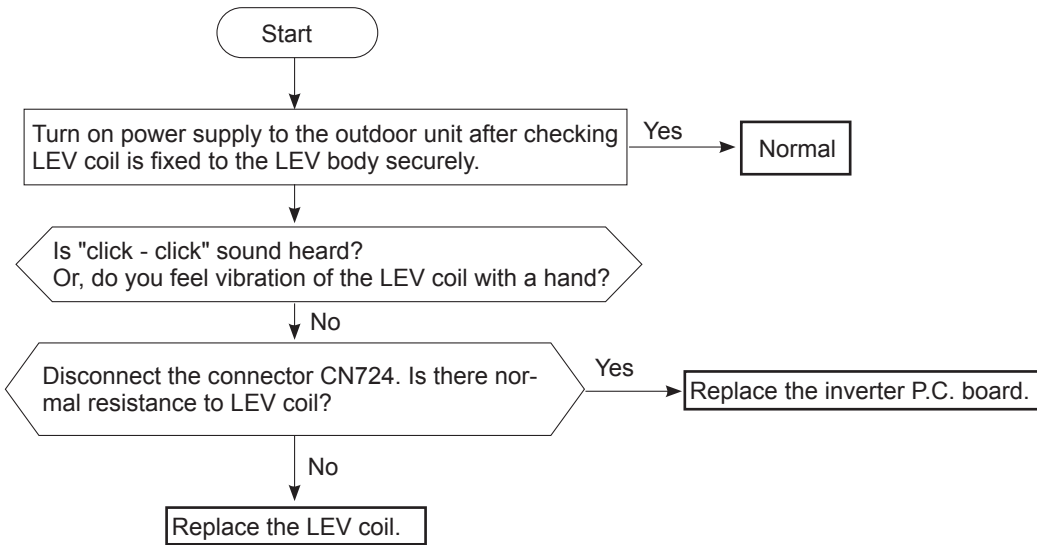 Start
Turn on power supply to the outdoor unit after checking
LEV coil is fixed to the LEV body securely.
Yes
Normal
Is "click - click" sound heard?
Or, do you feel vibration of the LEV coil with a hand?
No
Disconnect the connector CN724. Is there nor-
mal resistance to LEV coil?
Yes
Replace the inverter P.C. board.
No
Replace the LEV coil.